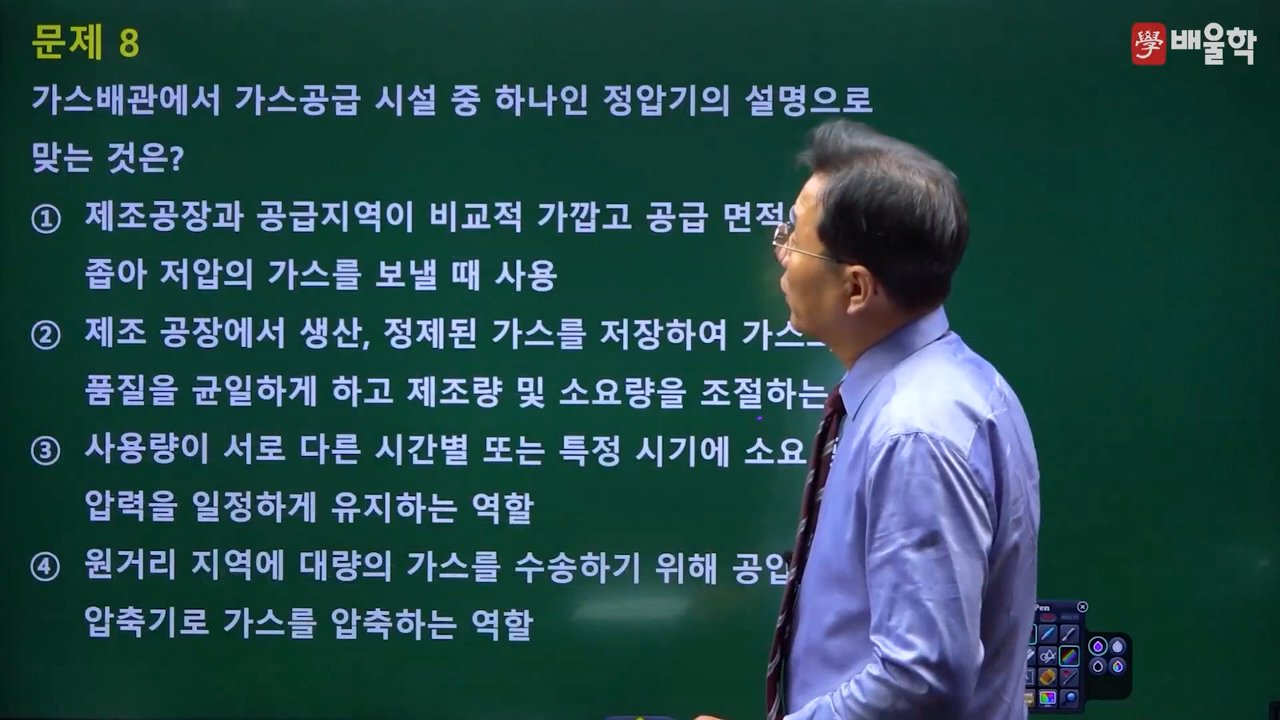 문제 8
學 배울학
가스배관에서 가스공급 시설 중 하나인 정압기의 설명으로
맞는 것은?
① 제조공장과 공급지역이 비교적 가깝고 공급 면적
좁아 저압의 가스를 보낼 때 사용
② 제조 공장에서 생산, 정제된 가스를 저장하여
품질을 균일하게 하고 제조량 및 소요량을 조절하는
③ 사용량이 서로 다른 시간별 또는 특정 시기에 소요
압력을 일정하게 유지하는 역할
④ 원거리 지역에 대량의 가스를 수송하기 위해
압축기로 가스를 압축하는 역할
Pen